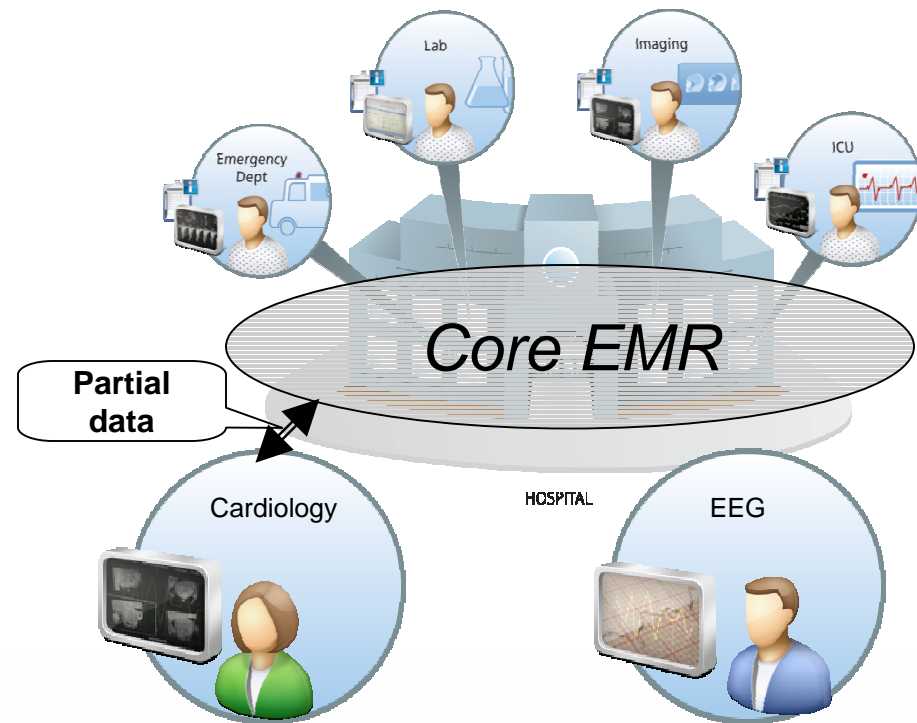 Lab
Imaging
Emergency
Dept
ICU
Core EMR
Partial
data
Cardiology
HOSPITAL
EEG